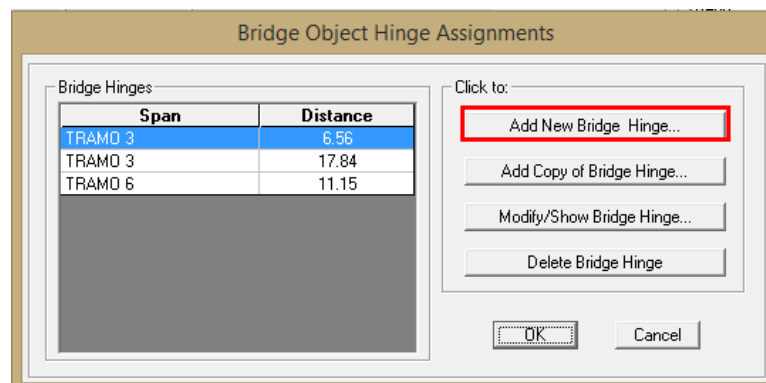 Bridge Object Hinge Assignments
Bridge Hinges
Span Distance
TRAMO 3 6.56
TRAMO 3 17.84
TRAMO 6 11.15
Click to:
Add New Bridge Hinge...
Add Copy of Bridge Hinge...
Modify/Show Bridge Hinge...
Delete Bridge Hinge
OK Cancel